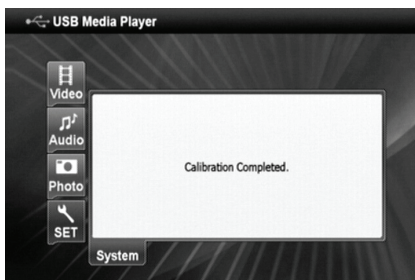 USB Media Player
Video
Audio
Photo
SET
Calibration Completed.
System